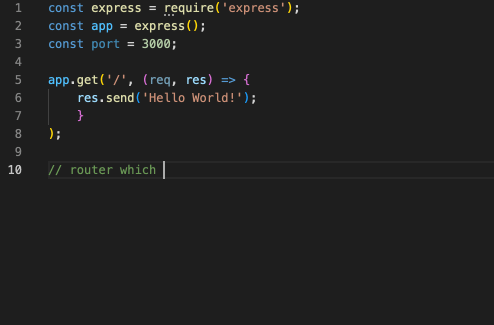 1 const express = require('express');
2 const app = express();
3 const port = 3000;
4
5 app.get('/', (req, res) => {
6     res.send('Hello World!');
7     }
8 );
9
10 // router which